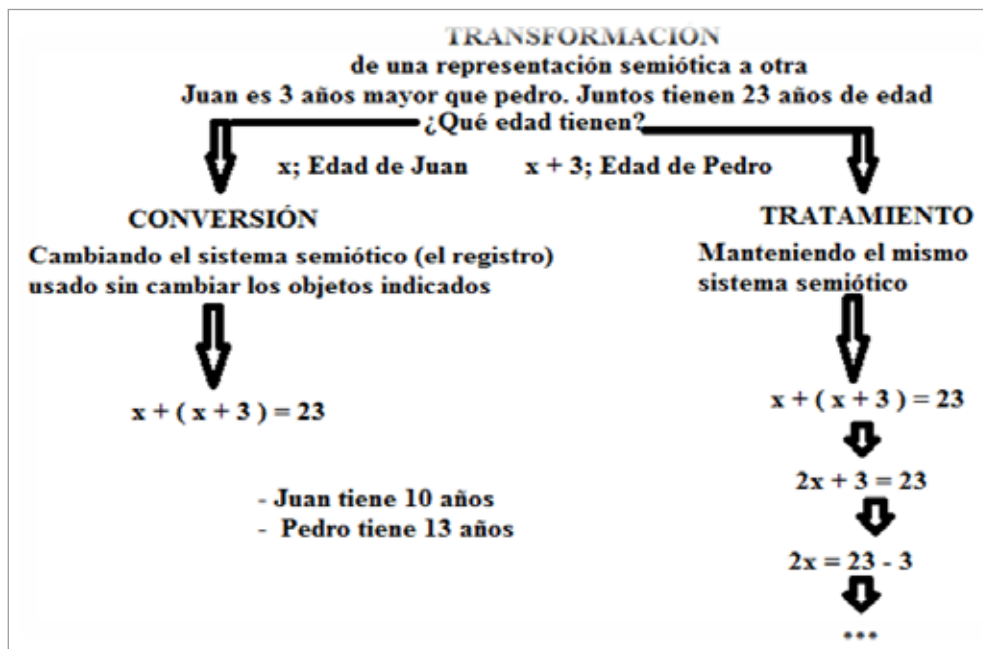 TRANSFORMACIÓN
de una representación semiótica a otra
Juan es 3 años mayor que pedro. Juntos tienen 23 años de edad
¿Qué edad tienen?
x; Edad de Juan x + 3; Edad de Pedro
CONVERSIÓN
Cambiando el sistema semiótico (el registro)
usado sin cambiar los objetos indicados
x + ( x + 3 ) = 23
- Juan tiene 10 años
- Pedro tiene 13 años
TRATAMIENTO
Manteniendo el mismo
sistema semiótico
x + ( x + 3 ) = 23
2x + 3 = 23
2x = 23 - 3
•••